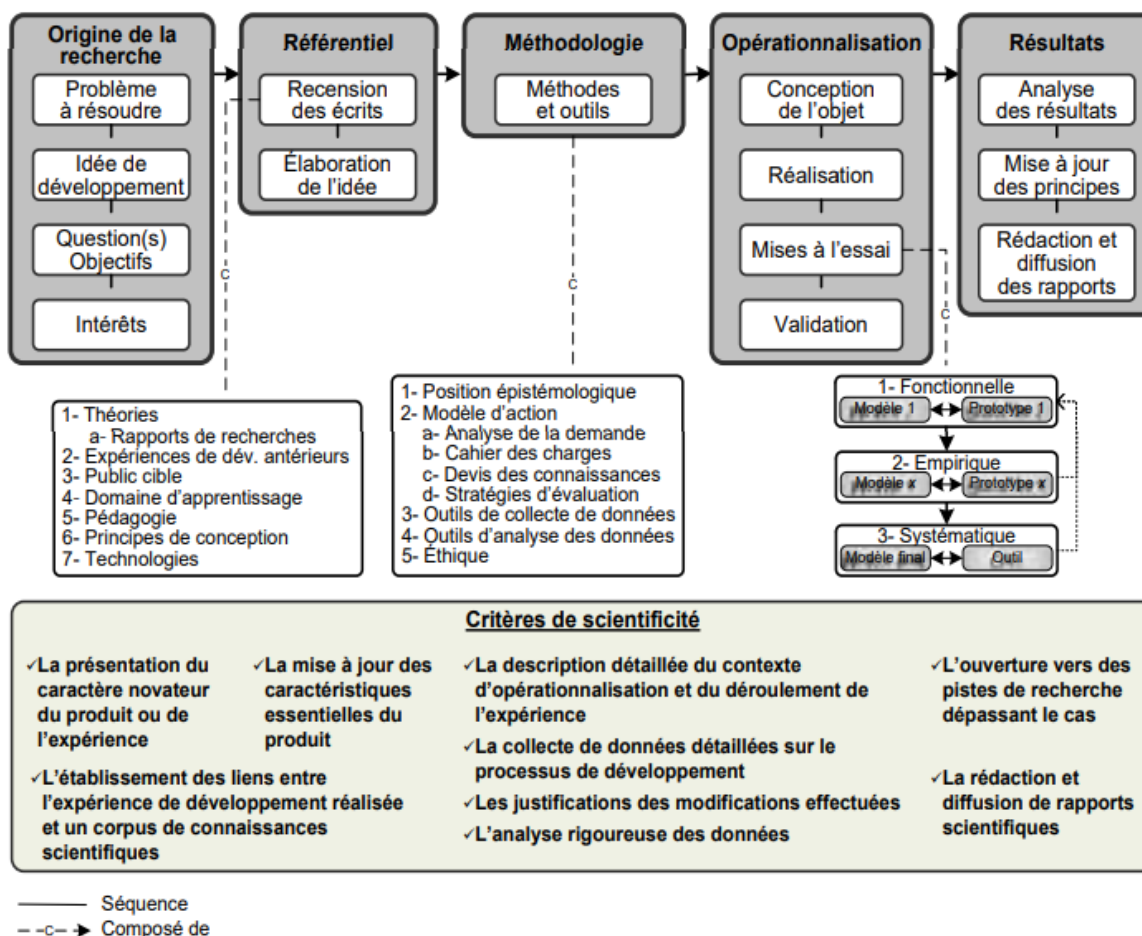 Origine de la
recherche
Problème
à résoudre
Idée de
développement
Question(s)
Objectifs
Intérêts
Référentiel
Recension
des écrits
Élaboration
de l'idée
Méthodologie
Méthodes
et outils
Opérationnalisation
Conception
de l'objet
Réalisation
Mises à l'essai
Validation
Résultats
Analyse
des résultats
Mise à jour
des principes
Rédaction et
diffusion
des rapports
C
C
C
1- Théories
a- Rapports de recherches
2- Expériences de dév. antérieurs
3- Public cible
4- Domaine d'apprentissage
5- Pédagogie
6- Principes de conception
7- Technologies
1- Position épistémologique
2- Modèle d'action
a- Analyse de la demande
b- Cahier des charges
c- Devis des connaissances
d- Stratégies d'évaluation
3- Outils de collecte de données
4- Outils d'analyse des données
5- Éthique
1- Fonctionnelle
Modèle 1 Prototype 1
2- Empirique
Modèle x Prototype x
3- Systématique
Modèle final Outil
Critères de scientificité
✓La présentation du
caractère novateur
du produit ou de
l'expérience
✓La mise à jour des
caractéristiques
essentielles du
produit
✓L'établissement des liens entre
l'expérience de développement réalisée
et un corpus de connaissances
scientifiques
✓La description détaillée du contexte
d'opérationnalisation et du déroulement de
l'expérience
✓La collecte de données détaillées sur le
processus de développement
✓Les justifications des modifications effectuées
✓L'analyse rigoureuse des données
✓L'ouverture vers des
pistes de recherche
dépassant le cas
✓La rédaction et
diffusion de rapports
scientifiques
Séquence
C Composé de